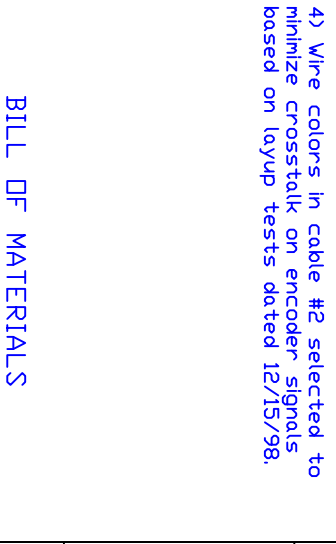 4) Wire colors in cable #2 selected to
minimize crosstalk on encoder signals
based on layup tests dated 12/15/98.
BILL OF MATERIALS